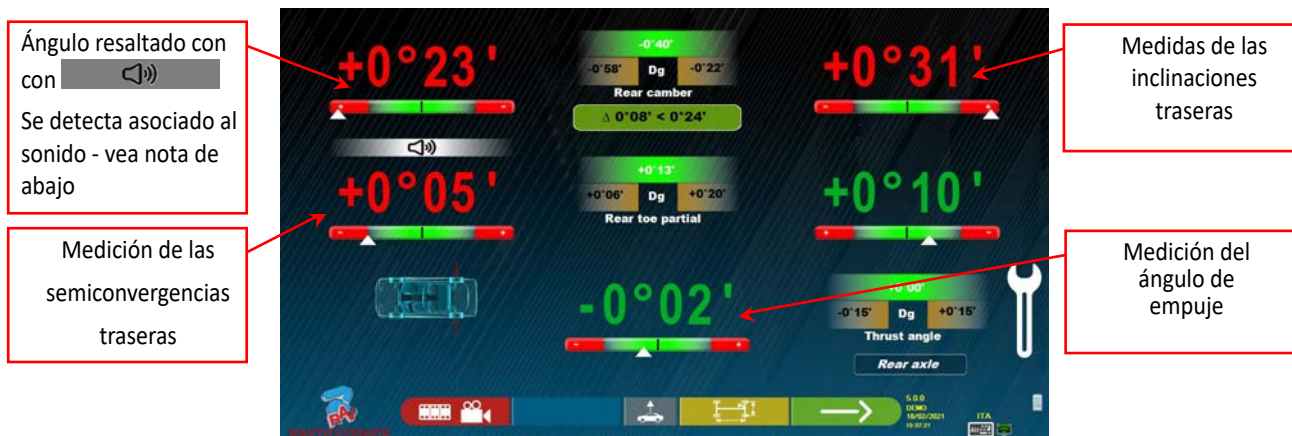 Ángulo resaltado con
con
Se detecta asociado al
sonido - vea nota de
abajo
Medición de las
semiconvergencias
traseras
+0°23'
-0°40'
-0°58' Dg -0°22'
Rear camber
Δ 0°08' < 0°24'
+0°31'
+ -
- +
+0°05'
+0°13'
+0°06' Dg +0°20'
Rear toe partial
+0°10'
- +
+ -
-0°02'
- +
+0°00'
-0°15' Dg +0°15'
Thrust angle
Rear axle
RAV
5.0.0
DEMO
18/02/2021
ITA
Medidas de las
inclinaciones
traseras
Medición del
ángulo de
empuje